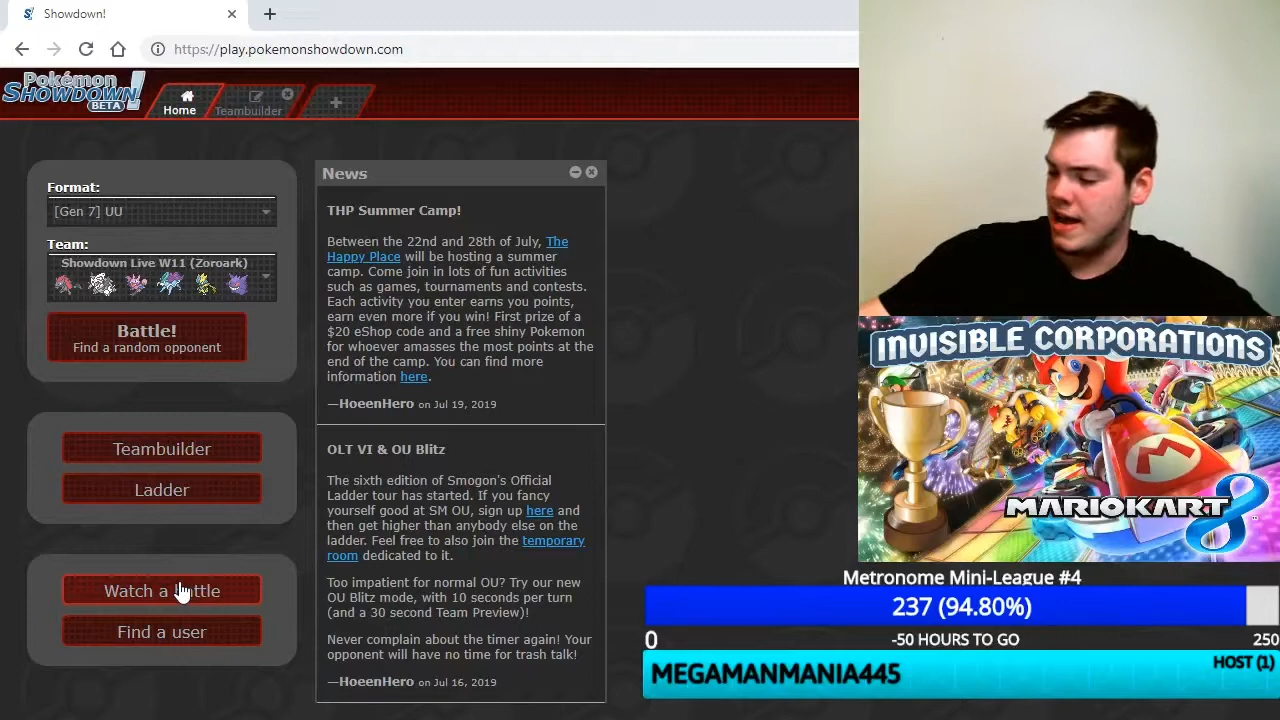 Showdown!
https://play.pokemonshowdown.com
Pokémon
SHOWDOWN!
BETA
Home
Teambuilder
Format:
[Gen 7] UU
Team:
Showdown Live W11 (Zoroark)
Battle!
Find a random opponent
Teambuilder
Ladder
Watch a battle
Find a user
News
THP Summer Camp!
Between the 22nd and 28th of July, The
Happy Place will be hosting a summer
camp. Come join in lots of fun activities
such as games, tournaments and contests.
Each activity you enter earns you points,
earn even more if you win! First prize of a
$20 eShop code and a free shiny Pokemon
for whoever amasses the most points at the
end of the camp. You can find more
information here.
—HoeenHero on Jul 19, 2019
OLT VI & OU Blitz
The sixth edition of Smogon's Official
Ladder tour has started. If you fancy
yourself good at SM OU, sign up here and
then get higher than anybody else on the
ladder. Feel free to also join the temporary
room dedicated to it.
Too impatient for normal OU? Try our new
OU Blitz mode, with 10 seconds per turn
(and a 30 second Team Preview)!
Never complain about the timer again! Your
opponent will have no time for trash talk!
—HoeenHero on Jul 16, 2019
INVISIBLE CORPORATIONS
M
MARIOKART 8
Metronome Mini-League #4
237 (94.80%)
0
-50 HOURS TO GO
250
MEGAMANMANIA445
HOST (1)